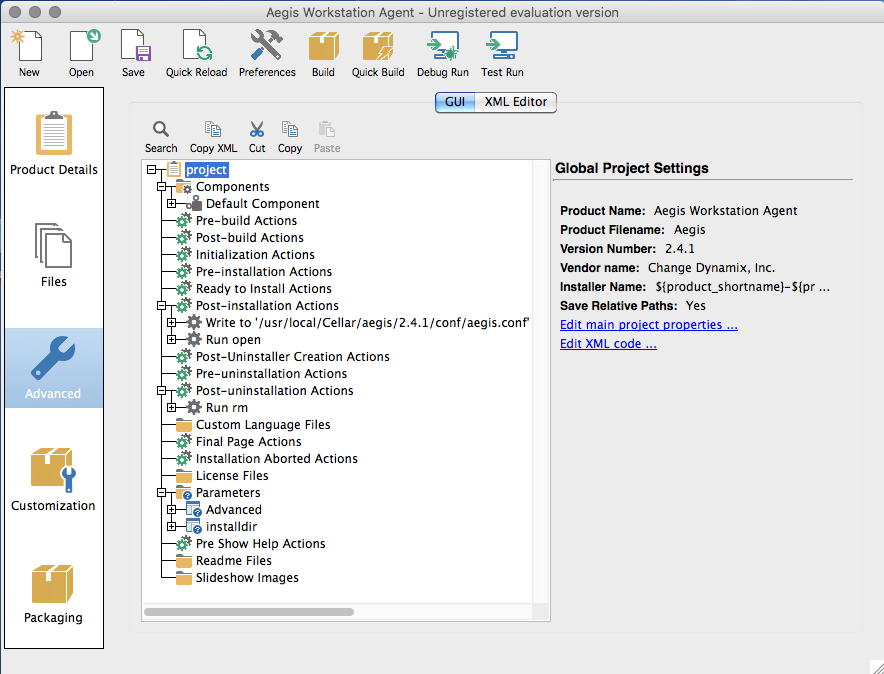 Aegis Workstation Agent - Unregistered evaluation version
New Open Save Quick Reload Preferences Build Quick Build Debug Run Test Run
GUI XML Editor
Product Details
Files
Advanced
Customization
Packaging
Search Copy XML Cut Copy Paste
project
Components
Default Component
Pre-build Actions
Post-build Actions
Initialization Actions
Pre-installation Actions
Ready to Install Actions
Post-installation Actions
Write to '/usr/local/Cellar/aegis/2.4.1/conf/aegis.conf'
Run open
Post-Uninstaller Creation Actions
Pre-uninstallation Actions
Post-uninstallation Actions
Run rm
Custom Language Files
Final Page Actions
Installation Aborted Actions
License Files
Parameters
Advanced
installdir
Pre Show Help Actions
Readme Files
Slideshow Images
Global Project Settings
Product Name: Aegis Workstation Agent
Product Filename: Aegis
Version Number: 2.4.1
Vendor name: Change Dynamix, Inc.
Installer Name: ${product_shortname}-${pr ...
Save Relative Paths: Yes
Edit main project properties ...
Edit XML code ...